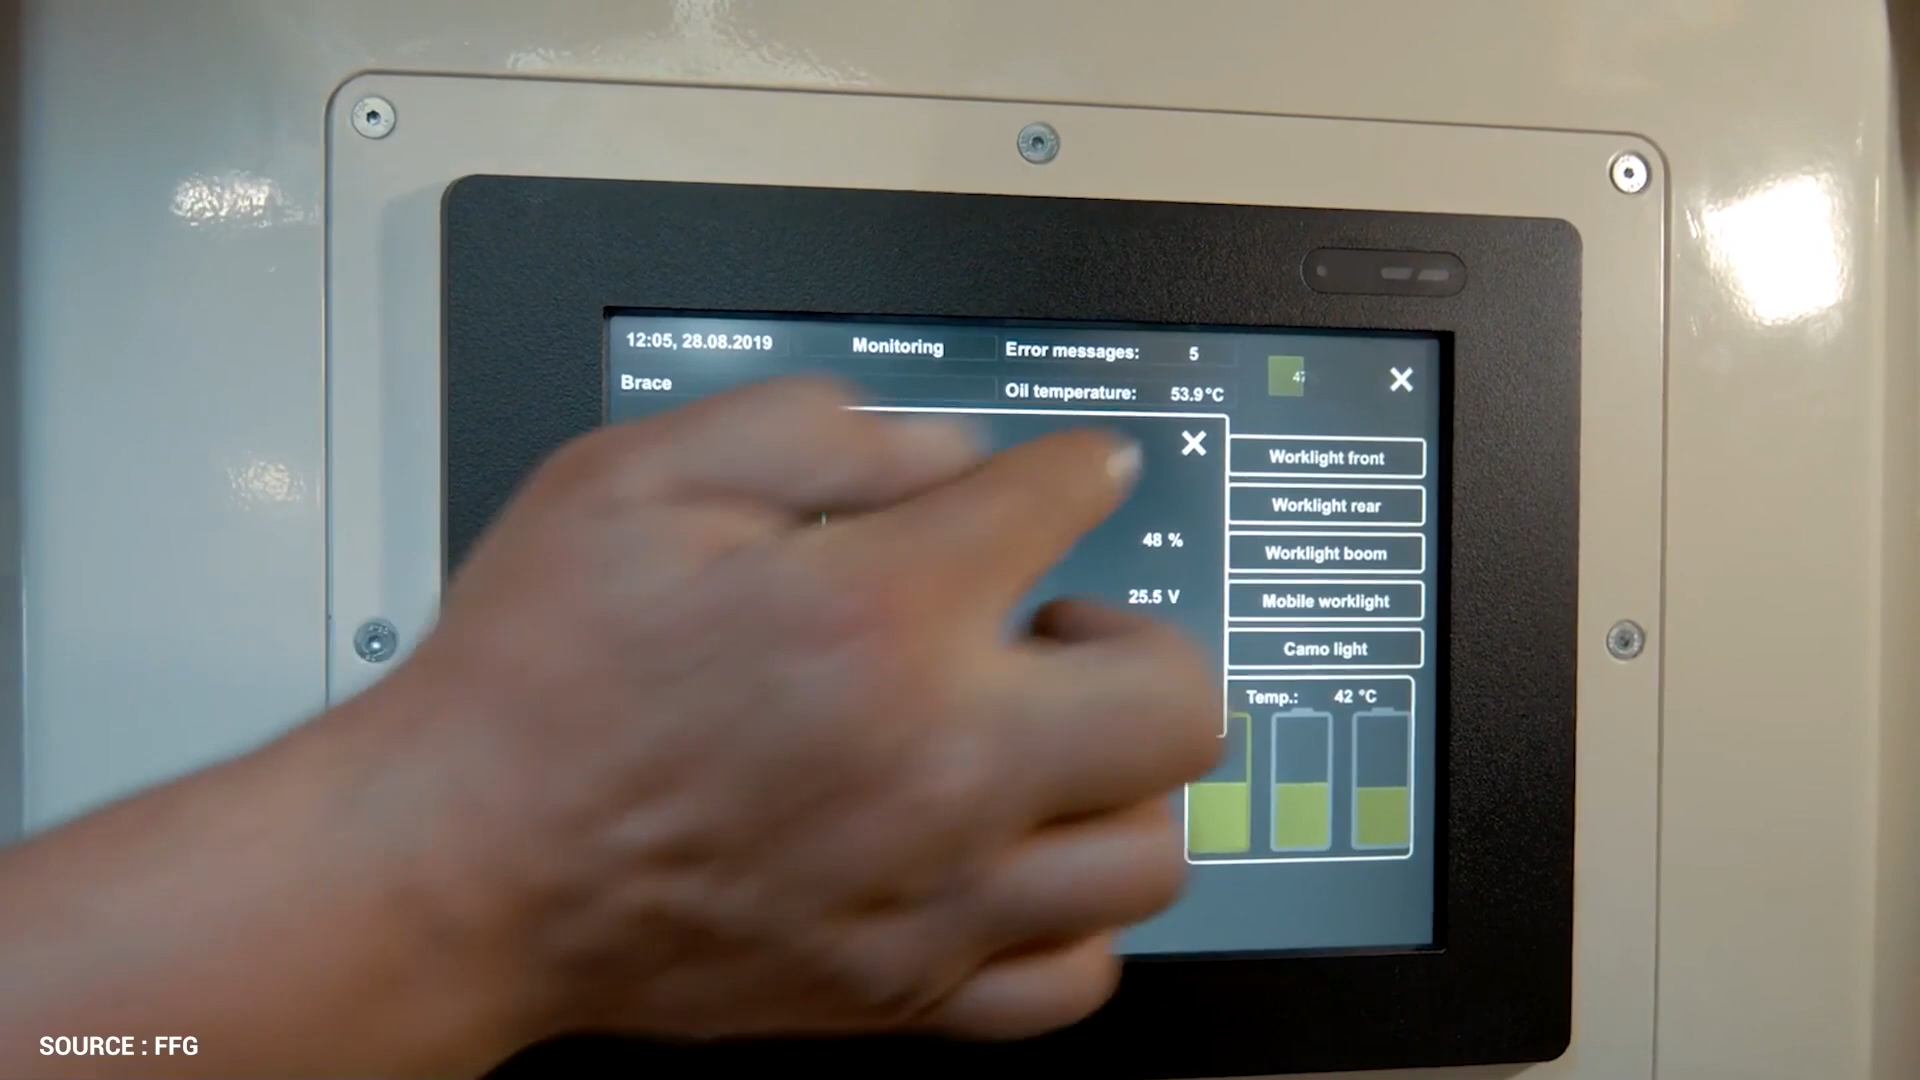 12:05, 28.08.2019 Monitoring Error messages: 5
Brace Oil temperature: 53.9°C
47
48 %
25.5 V
Worklight front
Worklight rear
Worklight boom
Mobile worklight
Camo light
Temp.: 42 °C
SOURCE : FFG